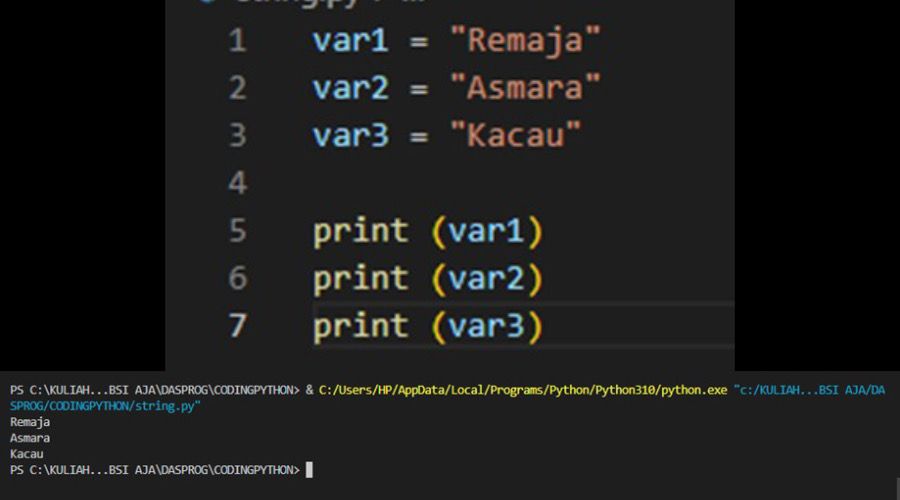 1 var1 = "Remaja"
2 var2 = "Asmara"
3 var3 = "Kacau"
4
5 print (var1)
6 print (var2)
7 print (var3)
PS C:\KULIAH...BSI AJA\DASPROG\CODINGPYTHON> & C:/Users/HP/AppData/Local/Programs/Python/Python310/python.exe "c:/KULIAH...BSI AJA/DA
SPROG/CODINGPYTHON/string.py"
Remaja
Asmara
Kacau
PS C:\KULIAH...BSI AJA\DASPROG\CODINGPYTHON>